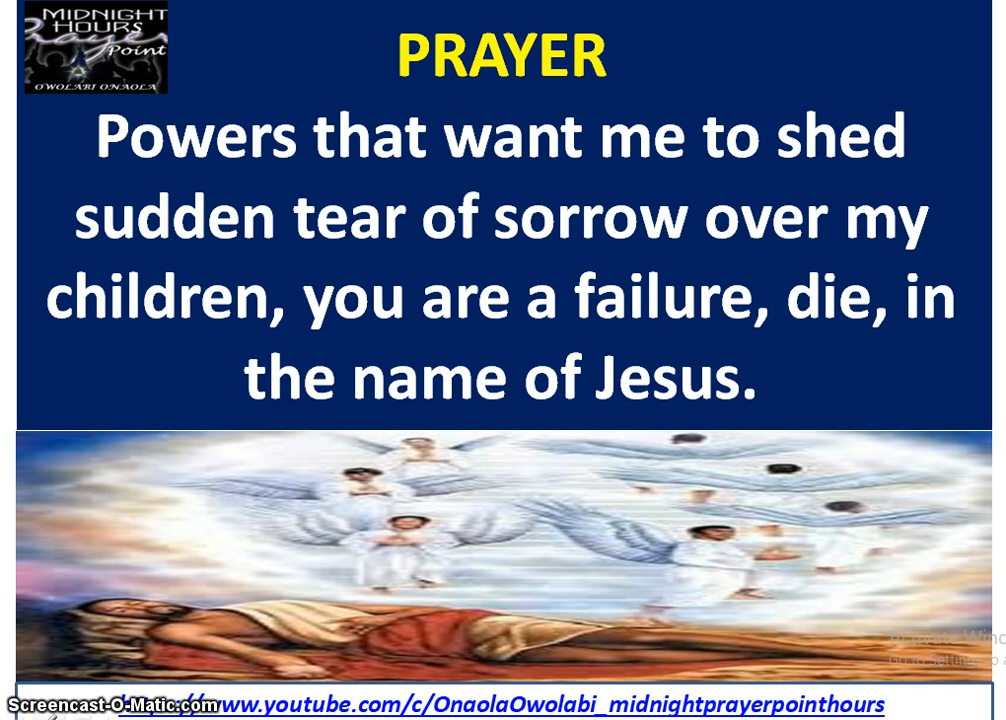 MIDNIGHT
HOURS
Prayer
Point
OWOLABI ONAOLA
PRAYER
Powers that want me to shed
sudden tear of sorrow over my
children, you are a failure, die, in
the name of Jesus.
Screencast-O-Matic.com
www.youtube.com/c/OnaolaOwolabi_midnightprayerpointhours